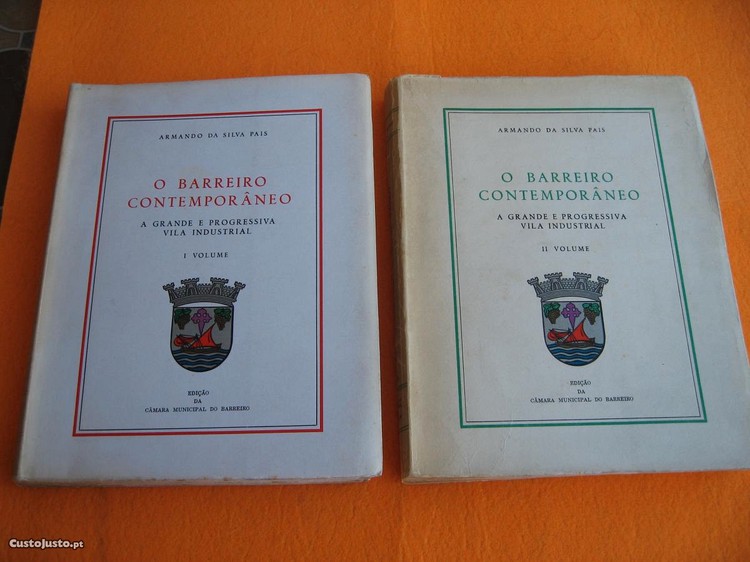 ARMANDO DA SILVA PAIS
O BARREIRO
CONTEMPORÂNEO
A GRANDE E PROGRESSIVA
VILA INDUSTRIAL
I VOLUME
EDIÇÃO
DA
CÂMARA MUNICIPAL DO BARREIRO
ARMANDO DA SILVA PAIS
O BARREIRO
CONTEMPORÂNEO
A GRANDE E PROGRESSIVA
VILA INDUSTRIAL
II VOLUME
EDIÇÃO
DA
CÂMARA MUNICIPAL DO BARREIRO
CustoJusto.pt